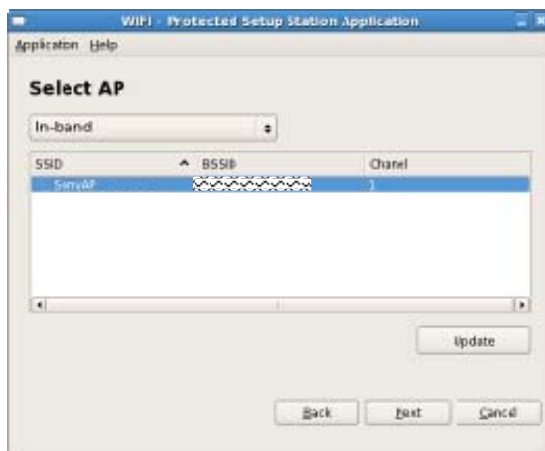 WiFi - Protected Setup Station Application
Application Help
Select AP
In-band
SSID BSSID Chanel
1
Update
Back Next Cancel